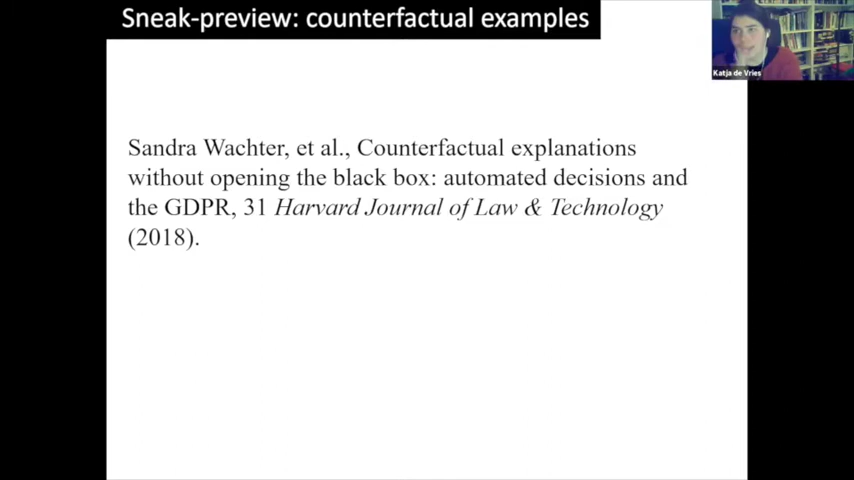 Sneak-preview: counterfactual examples
Katja de Vries
Sandra Wachter, et al., Counterfactual explanations
without opening the black box: automated decisions and
the GDPR, 31 Harvard Journal of Law & Technology
(2018).